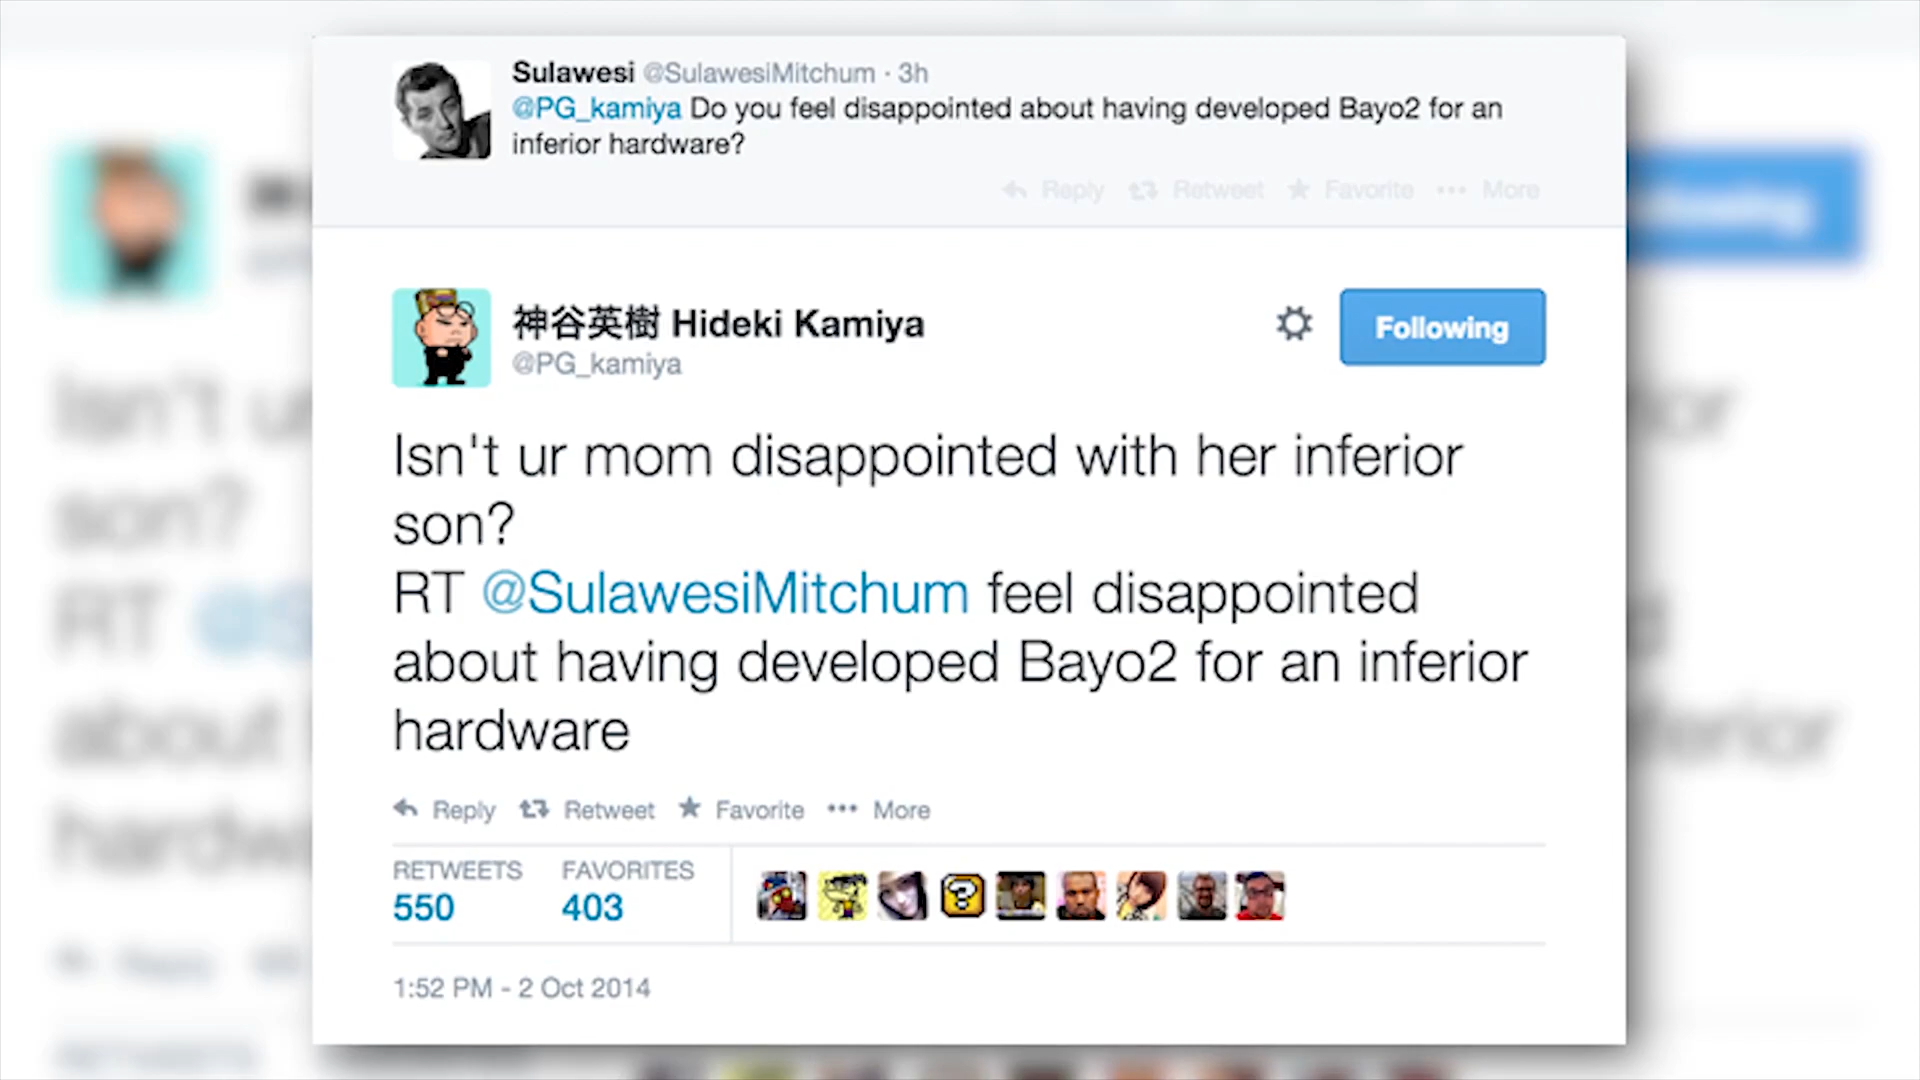 Sulawesi @SulawesiMitchum · 3h
@PG_kamiya Do you feel disappointed about having developed Bayo2 for an
inferior hardware?
Reply Retweet Favorite ••• More
神谷英樹 Hideki Kamiya
Following
@PG_kamiya
Isn't ur mom disappointed with her inferior
son?
RT @SulawesiMitchum feel disappointed
about having developed Bayo2 for an inferior
hardware
Reply Retweet Favorite ••• More
RETWEETS FAVORITES
550 403
1:52 PM - 2 Oct 2014